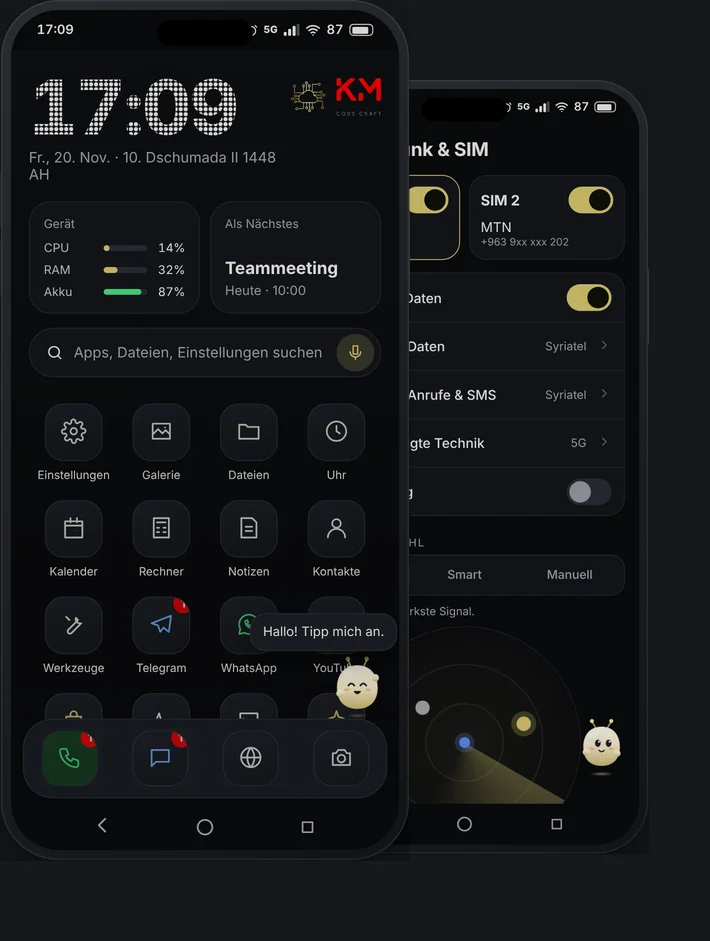 17:09
5G
87
17:09
KM
CODE CRAFT
Fr., 20. Nov. · 10. Dschumada II 1448
AH
Gerät
CPU
14%
RAM
32%
Akku
87%
Als Nächstes
Teammeeting
Heute · 10:00
Apps, Dateien, Einstellungen suchen
Einstellungen
Galerie
Dateien
Uhr
Kalender
Rechner
Notizen
Kontakte
Hallo! Tipp mich an.
Werkzeuge
Telegram
WhatsApp
5G
87
nk & SIM
SIM 2
MTN
+963 9xx xxx 202
Daten
Daten
Syriatel
Anrufe & SMS
Syriatel
gte Technik
5G
g
HL
Smart
Manuell
rkste Signal.